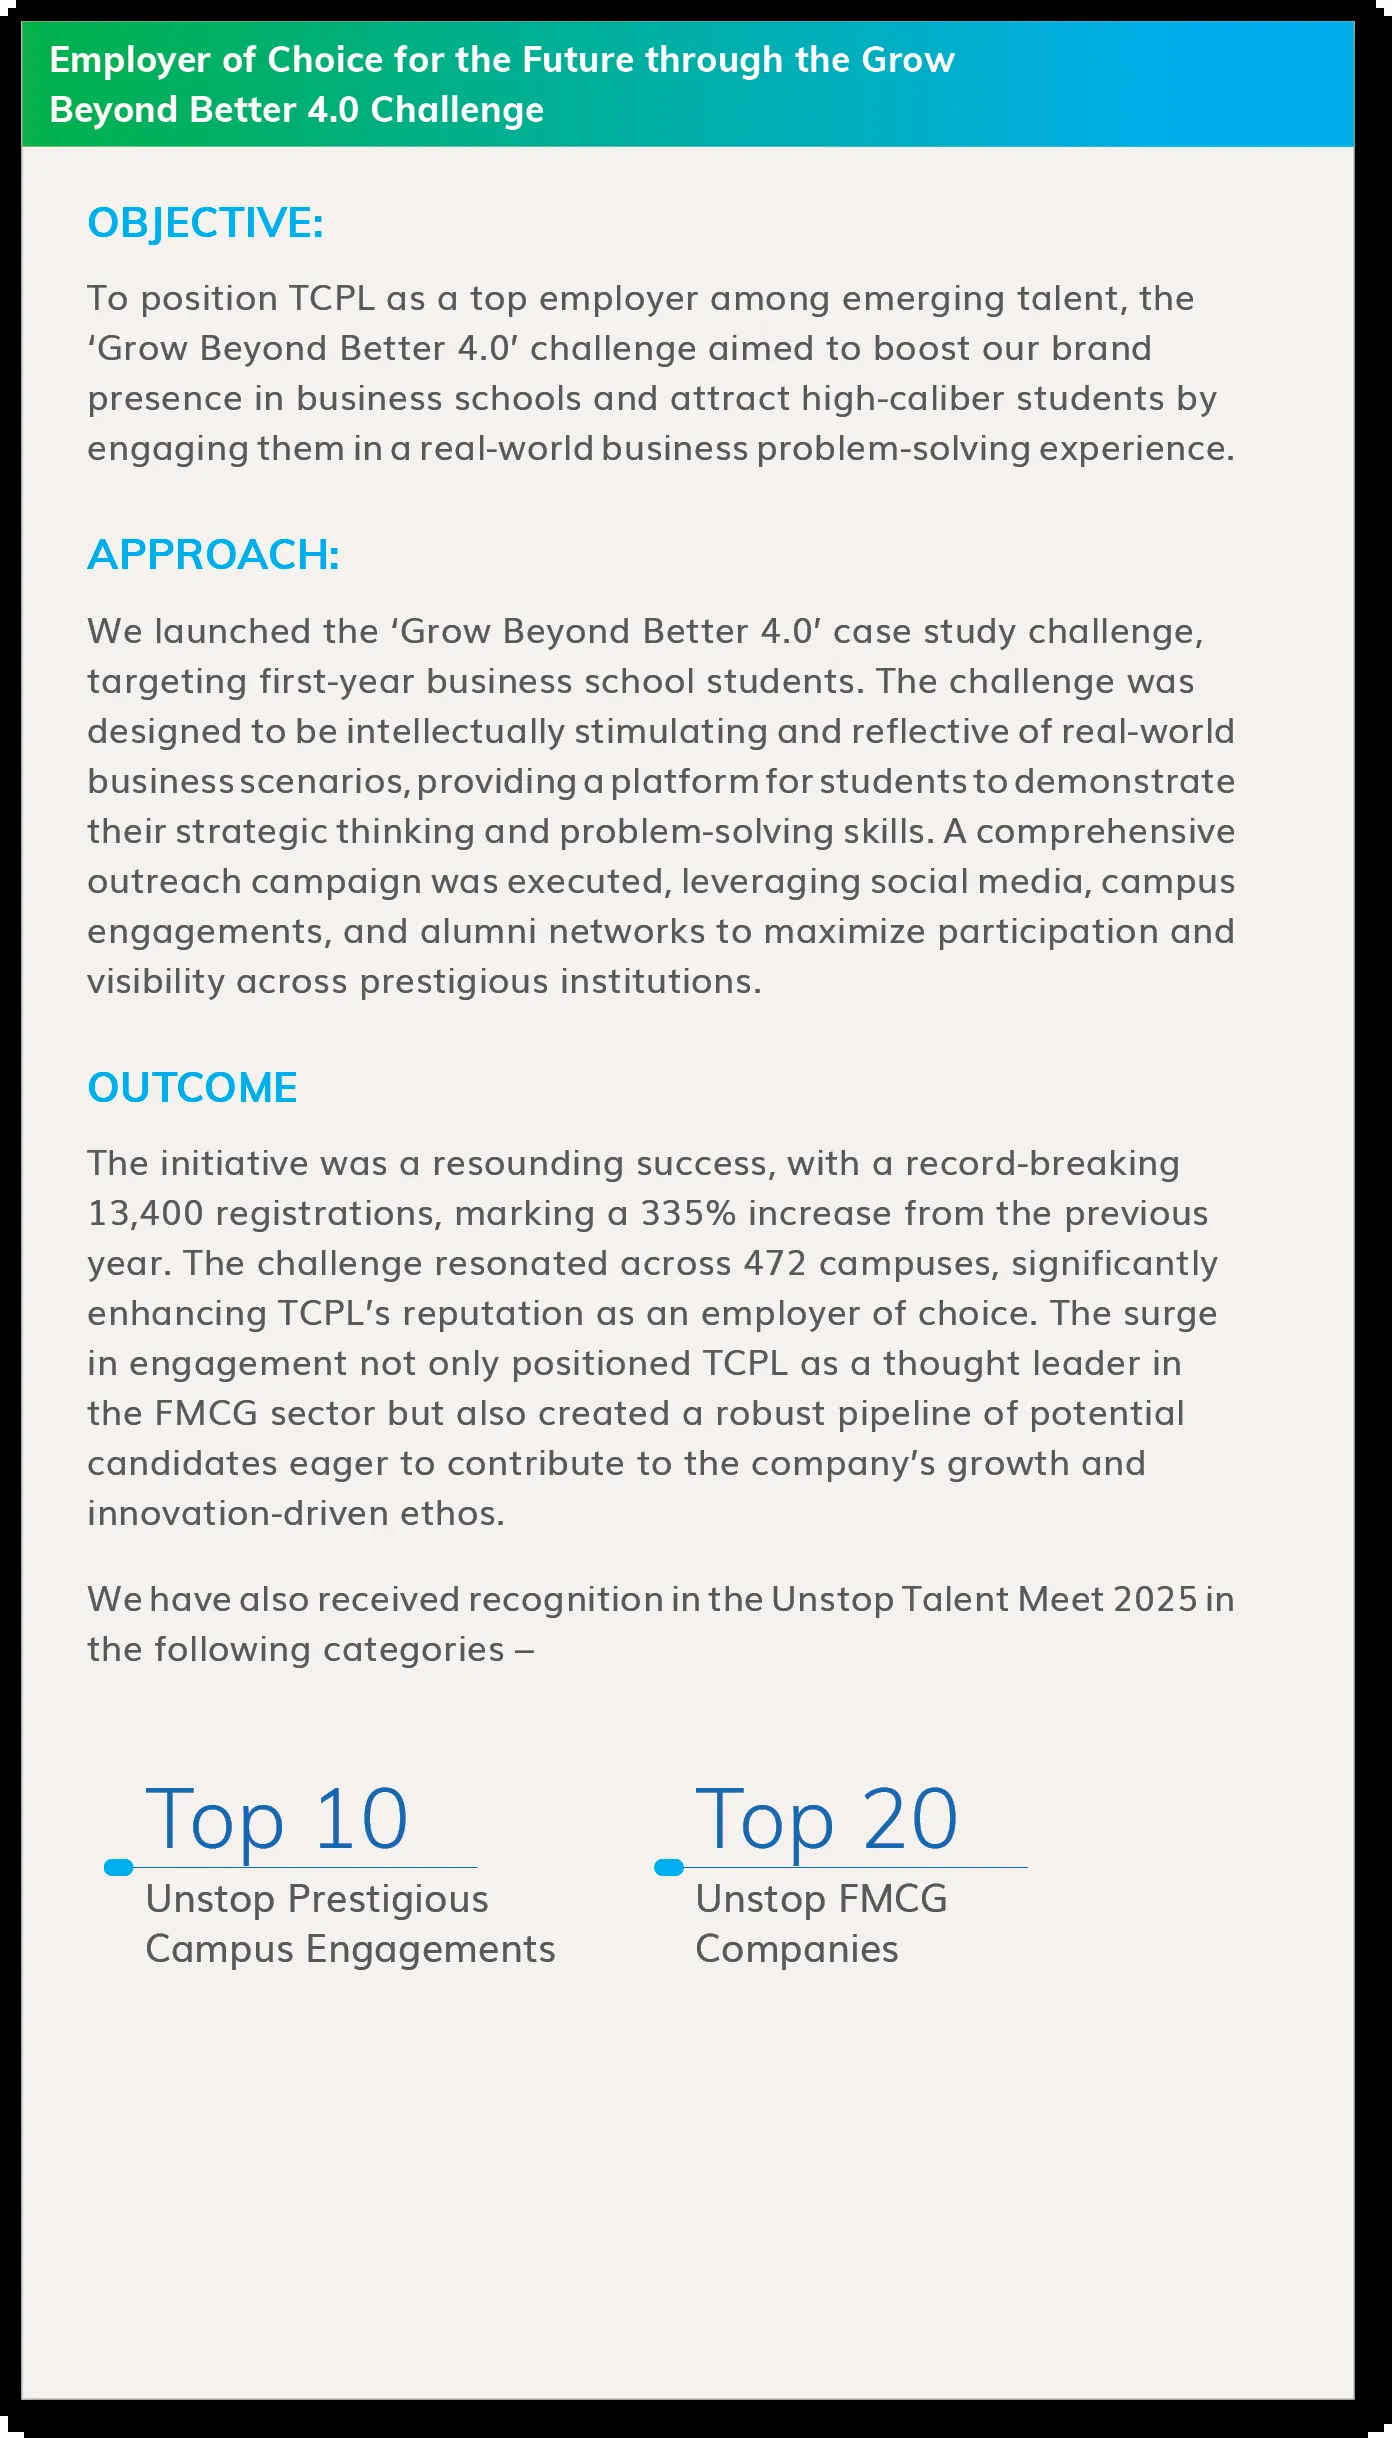 Employer of Choice for the Future through the Grow
Beyond Better 4.0 Challenge
OBJECTIVE:
To position TCPL as a top employer among emerging talent, the
‘Grow Beyond Better 4.0’ challenge aimed to boost our brand
presence in business schools and attract high-caliber students by
engaging them in a real-world business problem-solving experience.
APPROACH:
We launched the ‘Grow Beyond Better 4.0’ case study challenge,
targeting first-year business school students. The challenge was
designed to be intellectually stimulating and reflective of real-world
business scenarios, providing a platform for students to demonstrate
their strategic thinking and problem-solving skills. A comprehensive
outreach campaign was executed, leveraging social media, campus
engagements, and alumni networks to maximize participation and
visibility across prestigious institutions.
OUTCOME
The initiative was a resounding success, with a record-breaking
13,400 registrations, marking a 335% increase from the previous
year. The challenge resonated across 472 campuses, significantly
enhancing TCPL’s reputation as an employer of choice. The surge
in engagement not only positioned TCPL as a thought leader in
the FMCG sector but also created a robust pipeline of potential
candidates eager to contribute to the company’s growth and
innovation-driven ethos.
We have also received recognition in the Unstop Talent Meet 2025 in
the following categories –
Top 10
Unstop Prestigious
Campus Engagements
Top 20
Unstop FMCG
Companies